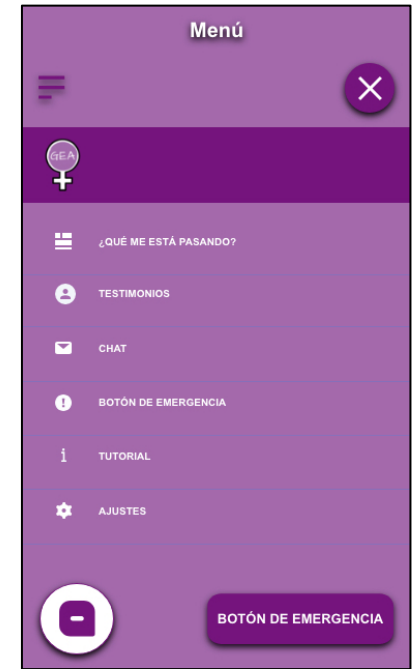 Menú
GEA
¿QUÉ ME ESTÁ PASANDO?
TESTIMONIOS
CHAT
BOTÓN DE EMERGENCIA
TUTORIAL
AJUSTES
BOTÓN DE EMERGENCIA